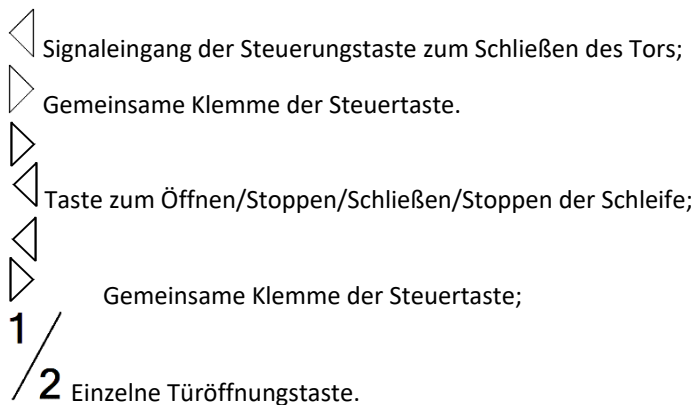 Signaleingang der Steuerungstaste zum Schließen des Tors;
Gemeinsame Klemme der Steuertaste.
Taste zum Öffnen/Stoppen/Schließen/Stoppen der Schleife;
Gemeinsame Klemme der Steuertaste;
1/2 Einzelne Türöffnungstaste.